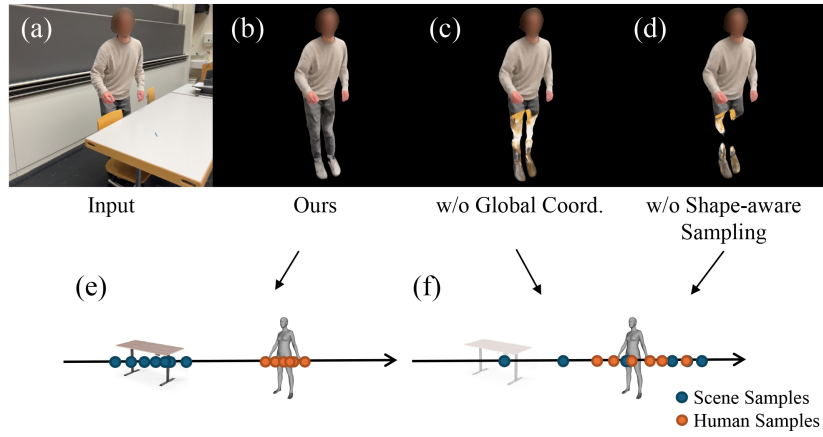 (a)
(b)
(c)
(d)
Input
Ours
w/o Global Coord.
w/o Shape-aware
Sampling
(e)
(f)
Scene Samples
Human Samples